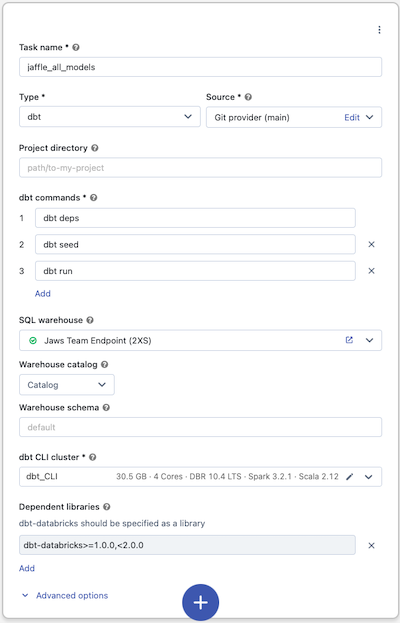 Task name *
jaffle_all_models
Type * Source *
dbt Git provider (main) Edit
Project directory
path/to-my-project
dbt commands *
1 dbt deps
2 dbt seed
3 dbt run
Add
SQL warehouse
Jaws Team Endpoint (2XS)
Warehouse catalog
Catalog
Warehouse schema
default
dbt CLI cluster *
dbt_CLI 30.5 GB · 4 Cores · DBR 10.4 LTS · Spark 3.2.1 · Scala 2.12
Dependent libraries
dbt-databricks should be specified as a library
dbt-databricks>=1.0.0,<2.0.0
Add
Advanced options